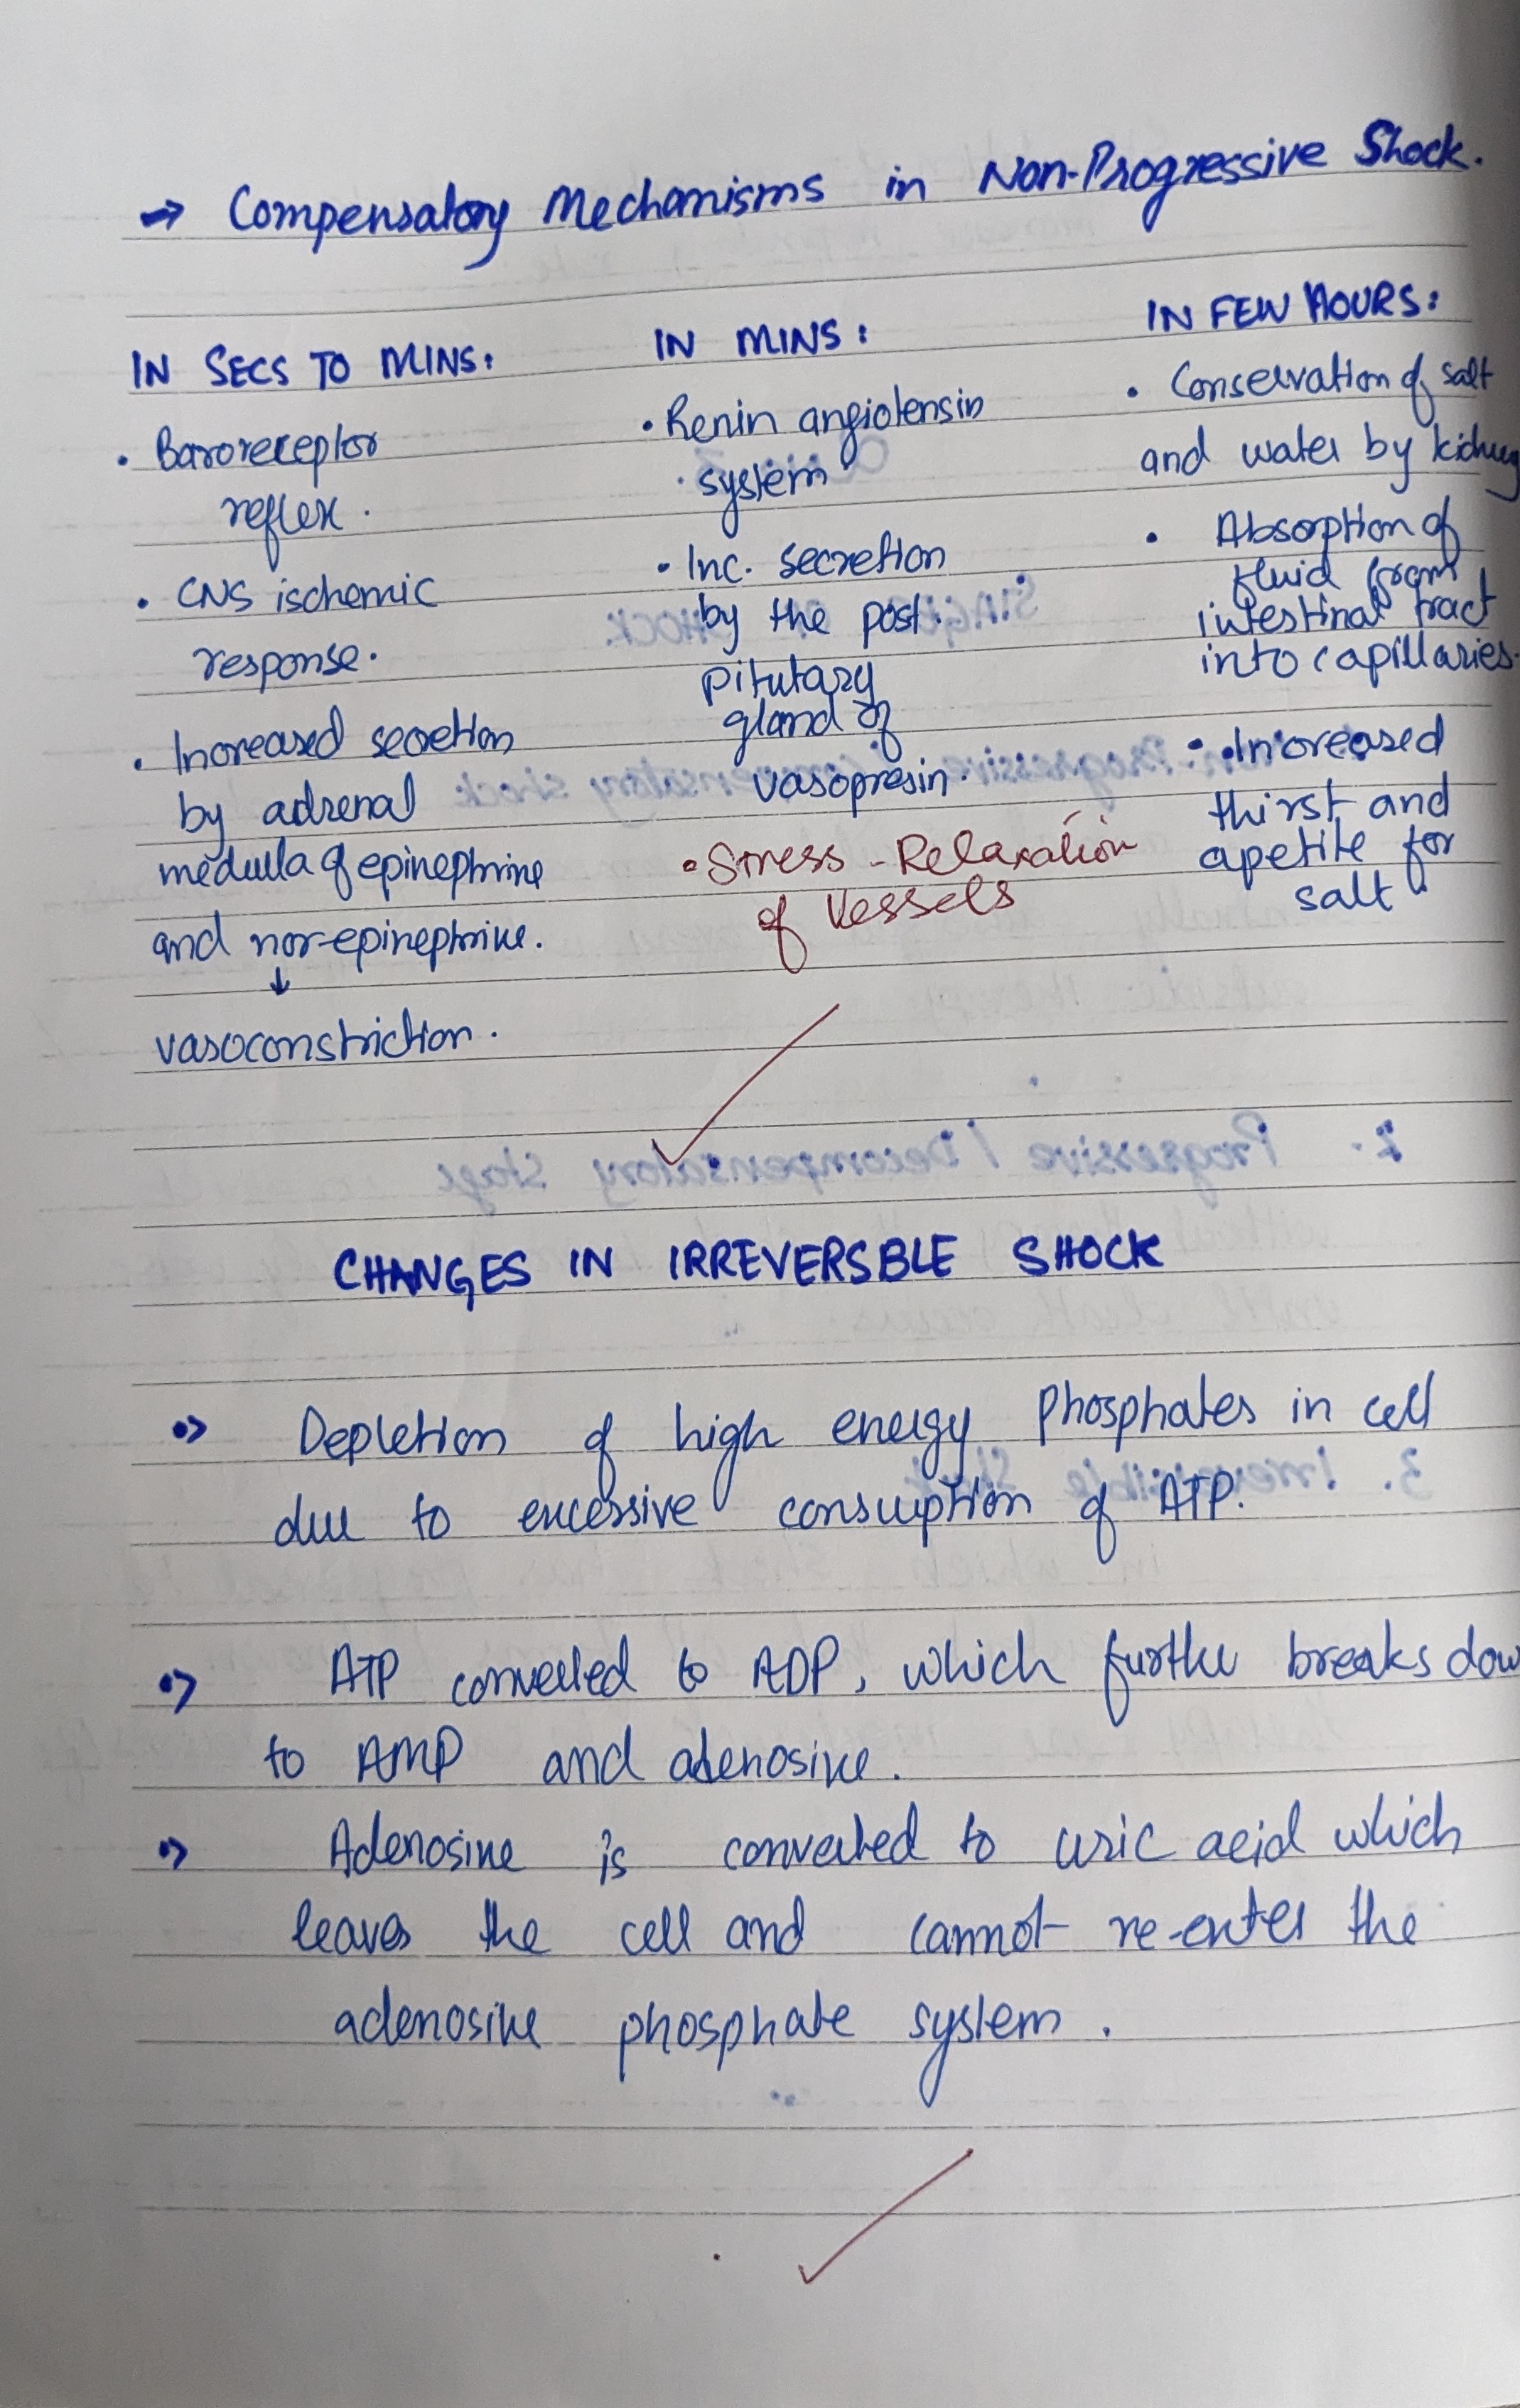 → Compensatory Mechanisms in Non-Progressive Shock.
IN SECS TO MINS:
• Baroreceptor
reflex.
• CNS ischemic
response.
• Increased secretion
by adrenal
medulla of epinephrine
and nor-epinephrine.
↓
vasoconstriction.
IN MINS:
• Renin angiotensin
• system
• Inc. secretion
by the post.
pitutary
gland of
vasopresin.
• Stress - Relaxation
of Vessels
IN FEW HOURS:
• Conservation of salt
and water by kidney
• Absorption of
fluid from
intestinal tract
into capillaries.
• Increased
thirst and
apetite for
salt
CHANGES IN IRREVERSBLE SHOCK
Depletion of high energy phosphates in cell
due to excessive consuption of ATP.
ATP converted to ADP, which further breaks dow
to AMP and adenosine.
Adenosine is converted to uric acid which
leaves the cell and cannot re-enter the
adenosine phosphate system.